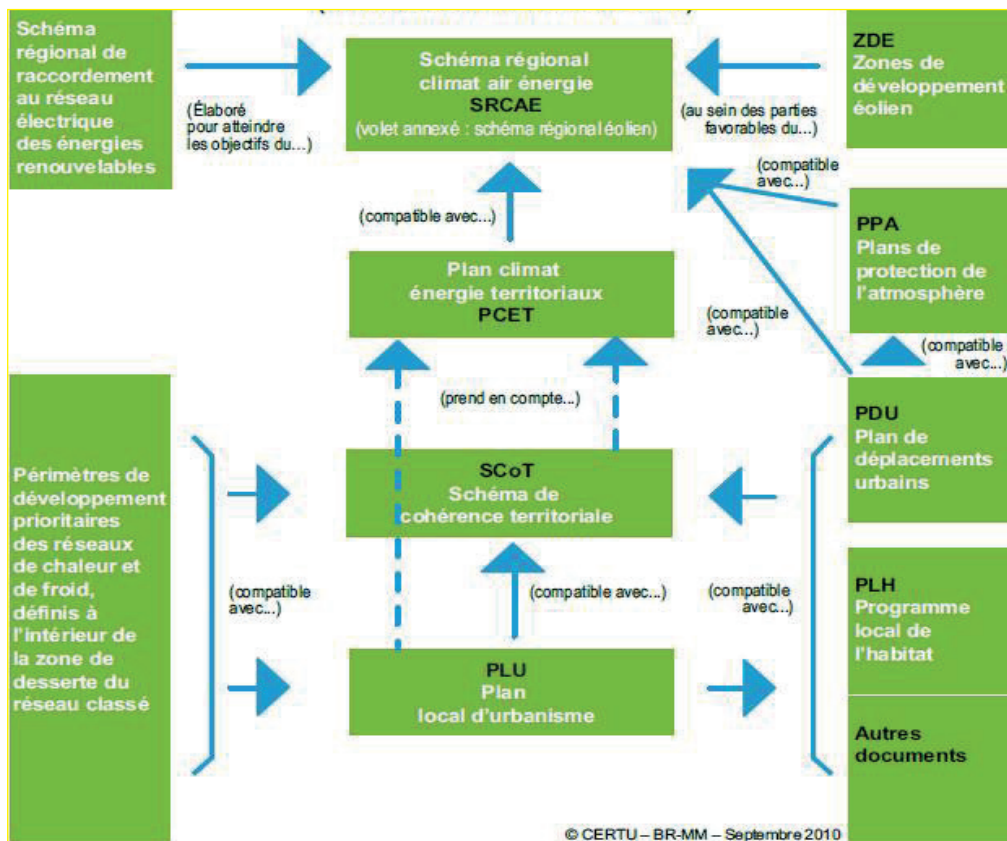 Schéma
régional de
raccordement
au réseau
électrique
des énergies
renouvelables
(Élaboré
pour atteindre
les objectifs du...)
Schéma régional
climat air énergie
SRCAE
(volet annexé : schéma régional éolien)
(au sein des parties
favorables du...)
ZDE
Zones de
développement
éolien
(compatible
avec...)
(compatible avec...)
PPA
Plans de
protection de
l'atmosphère
Plan climat
énergie territoriaux
PCET
(compatible
avec...)
(compatible
avec...)
(prend en compte...)
PDU
Plan de
déplacements
urbains
Périmètres de
développement
prioritaires
des réseaux
de chaleur et
de froid,
définis à
l'intérieur de
la zone de
desserte du
réseau classé
SCoT
Schéma de
cohérence territoriale
(compatible
avec...)
(compatible avec...)
(compatible
avec...)
PLH
Programme
local de
l'habitat
PLU
Plan
local d'urbanisme
Autres
documents
© CERTU – BR-MM – Septembre 2010